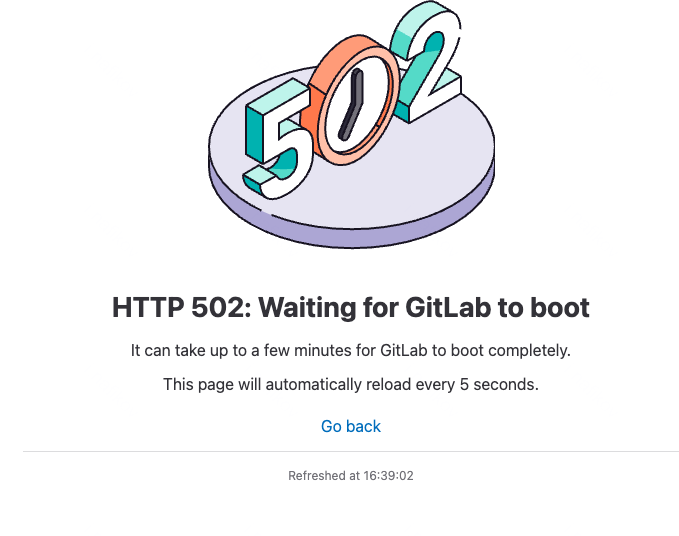 502
HTTP 502: Waiting for GitLab to boot
It can take up to a few minutes for GitLab to boot completely.
This page will automatically reload every 5 seconds.
Go back
Refreshed at 16:39:02